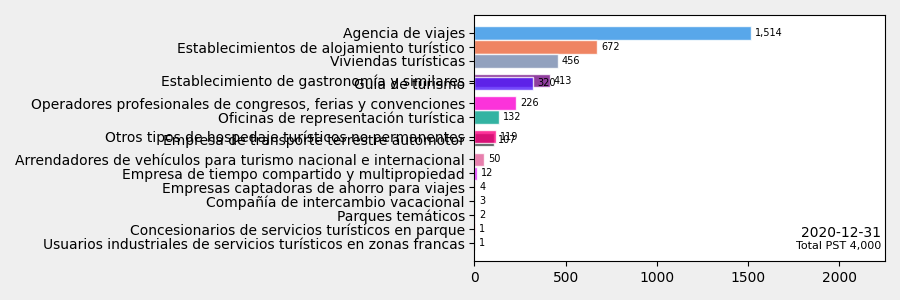 Agencia de viajes 1,514
Establecimientos de alojamiento turístico 672
Viviendas turísticas 456
Establecimiento de gastronomía y similares 413
Guía de turismo 320
Operadores profesionales de congresos, ferias y convenciones 226
Oficinas de representación turística 132
Otros tipos de hospedaje turísticos no permanentes 119
Empresa de transporte terrestre automotor 107
Arrendadores de vehículos para turismo nacional e internacional 50
Empresa de tiempo compartido y multipropiedad 12
Empresas captadoras de ahorro para viajes 4
Compañía de intercambio vacacional 3
Parques temáticos 2
Concesionarios de servicios turísticos en parque 1
Usuarios industriales de servicios turísticos en zonas francas 1
2020-12-31
Total PST 4,000
0 500 1000 1500 2000